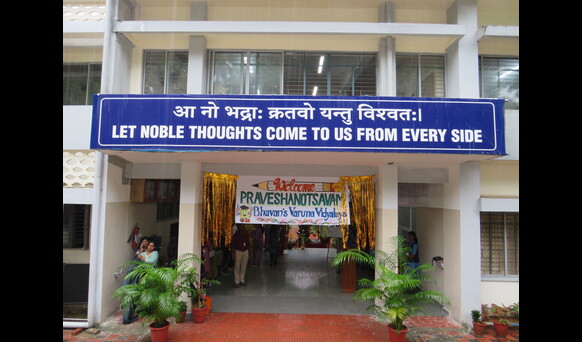 आ नो भद्राः क्रतवो यन्तु विश्वतः।
LET NOBLE THOUGHTS COME TO US FROM EVERY SIDE
Welcome
PRAVESHANOTSAVAM
Bhavan's Varuna Vidyalaya